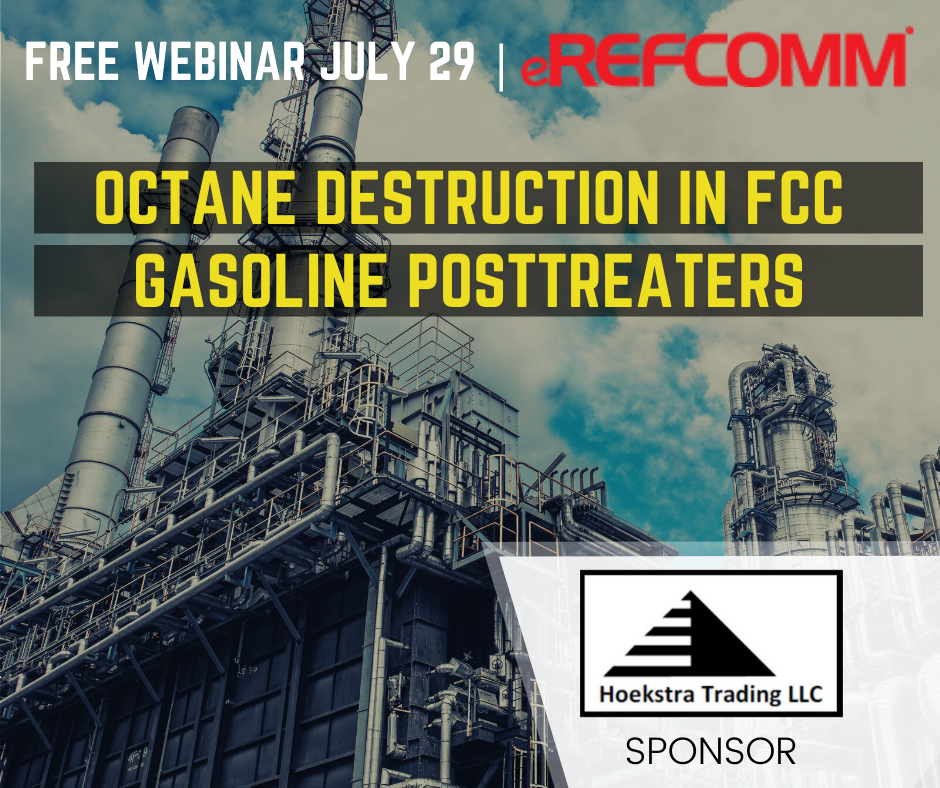 FREE WEBINAR JULY 29 | eREFCOMM
OCTANE DESTRUCTION IN FCC
GASOLINE POSTTREATERS
Hoekstra Trading LLC
SPONSOR